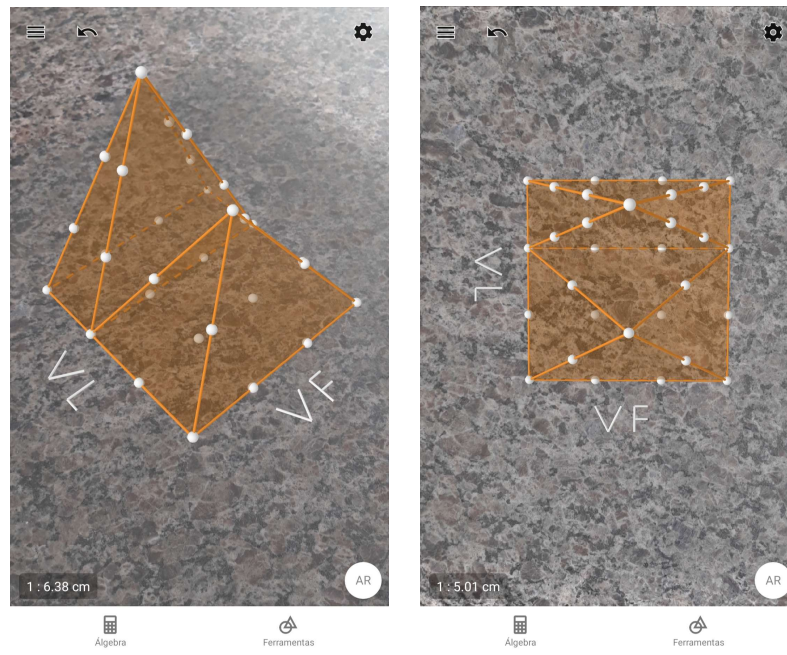 VL
VF
1 : 6.38 cm
AR
Álgebra
Ferramentas
VL
VF
1 : 5.01 cm
AR
Álgebra
Ferramentas